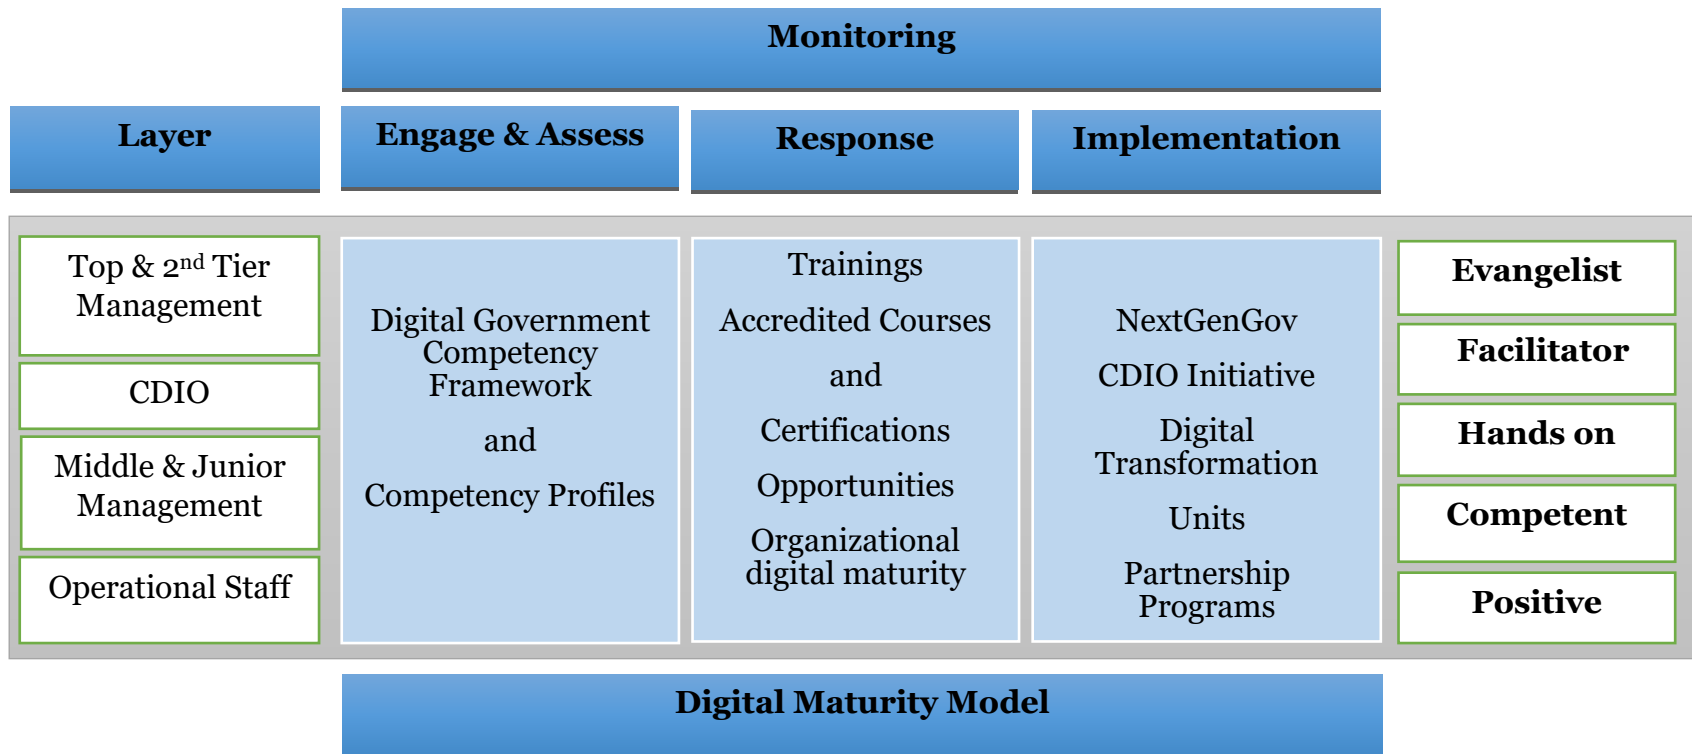 Monitoring
Layer
Engage & Assess
Response
Implementation
Top & 2nd Tier
Management
CDIO
Middle & Junior
Management
Operational Staff
Digital Government
Competency
Framework
and
Competency Profiles
Trainings
Accredited Courses
and
Certifications
Opportunities
Organizational
digital maturity
NextGenGov
CDIO Initiative
Digital
Transformation
Units
Partnership
Programs
Evangelist
Facilitator
Hands on
Competent
Positive
Digital Maturity Model